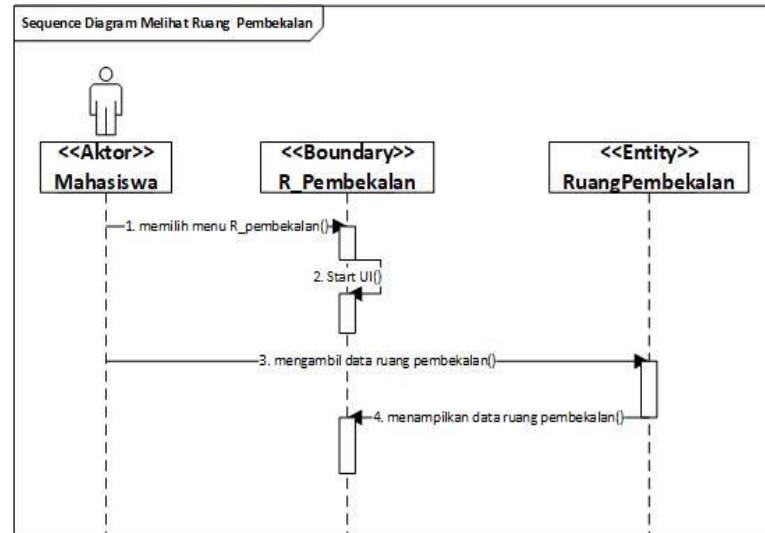 Sequence Diagram Melihat Ruang Pembekalan
<<Aktor>>
Mahasiswa
<<Boundary>>
R_Pembekalan
<<Entity>>
RuangPembekalan
1. memilih menu R_pembekalan()
2. Start UI()
3. mengambil data ruang pembekalan()
4. menampilkan data ruang pembekalan()